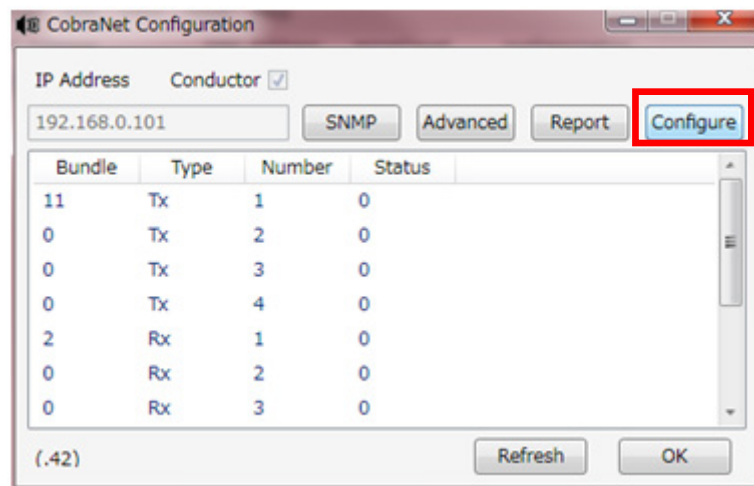 CobraNet Configuration
IP Address Conductor
192.168.0.101 SNMP Advanced Report Configure
Bundle Type Number Status
11 Tx 1 0
0 Tx 2 0
0 Tx 3 0
0 Tx 4 0
2 Rx 1 0
0 Rx 2 0
0 Rx 3 0
(.42) Refresh OK